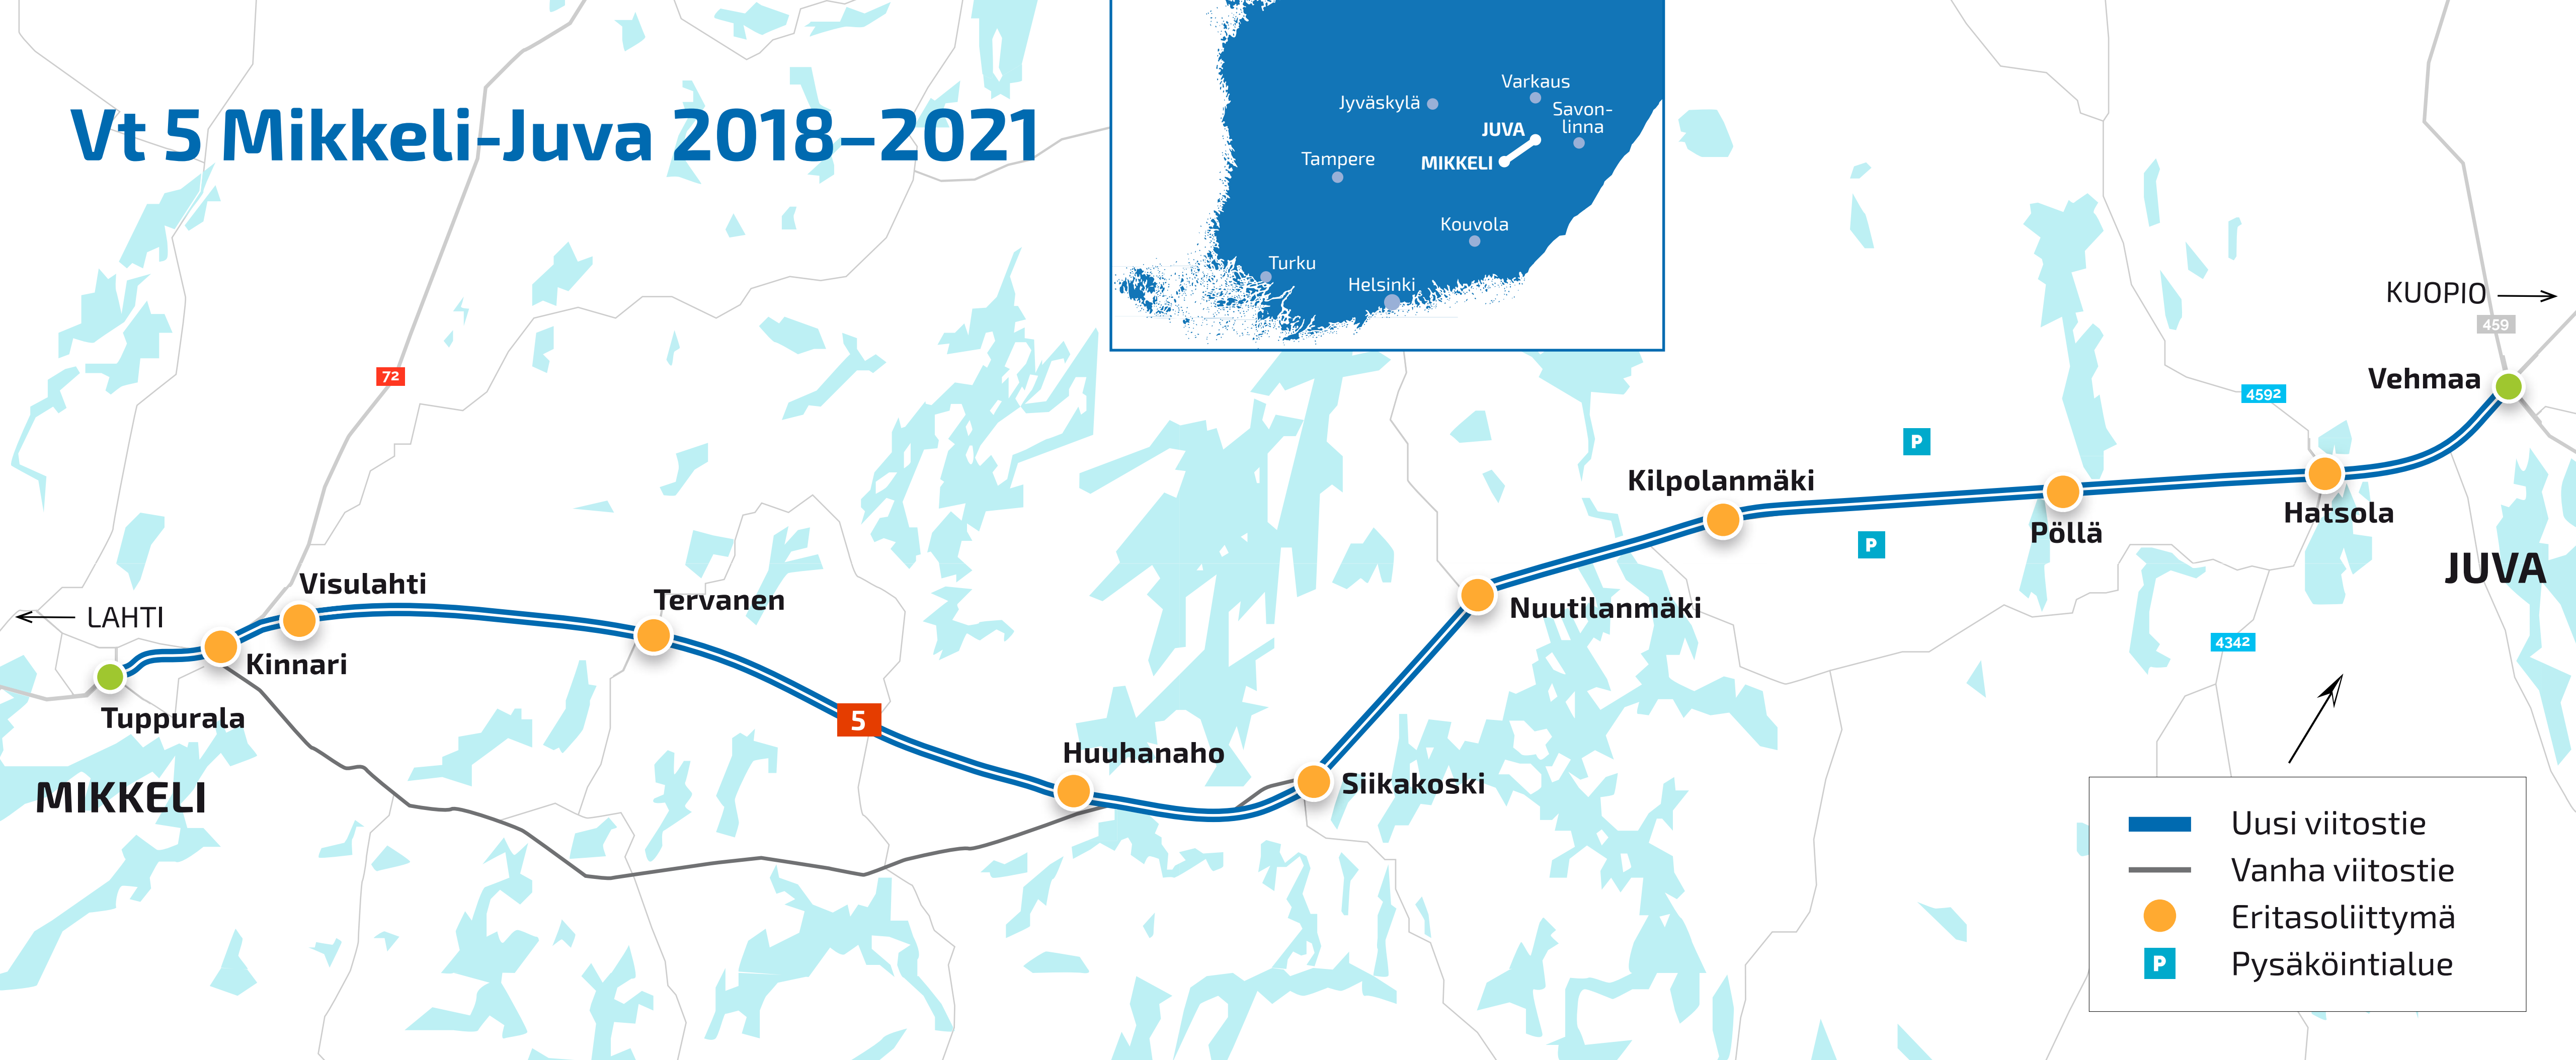 Vt 5 Mikkeli-Juva 2018–2021
Varkaus
Jyväskylä
Savon-
linna
JUVA
MIKKELI
Tampere
Kouvola
Turku
Helsinki
KUOPIO
459
72
Vehmaa
4592
P
Kilpolanmäki
Hatsola
Pöllä
P
JUVA
Visulahti
Tervanen
Nuutilanmäki
LAHTI
4342
Kinnari
Tuppurala
5
Huuhanaho
Siikakoski
MIKKELI
Uusi viitostie
Vanha viitostie
Eritasoliittymä
P Pysäköintialue